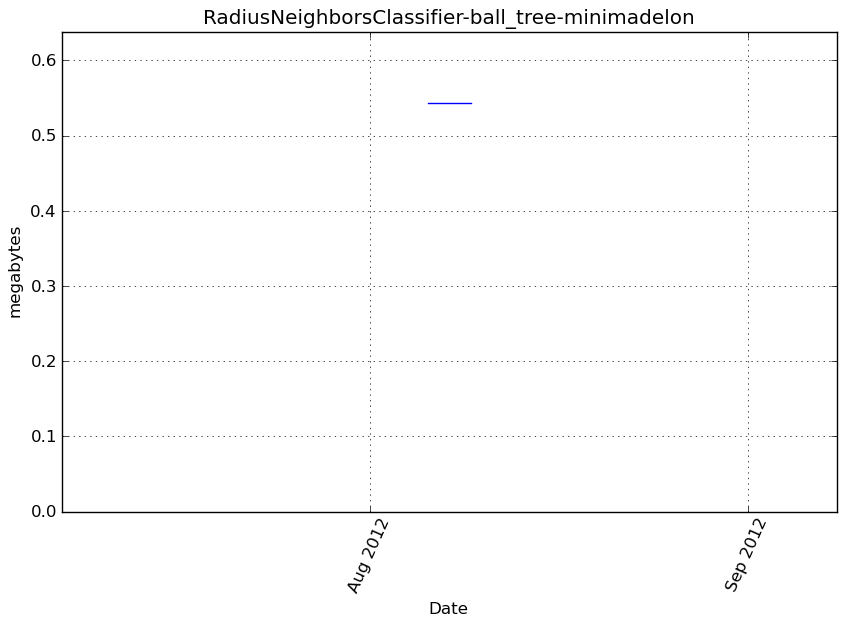 RadiusNeighborsClassifier-ball_tree-minimadelon
0.6
0.5
0.4
0.3
0.2
0.1
0.0
megabytes
Aug 2012
Sep 2012
Date